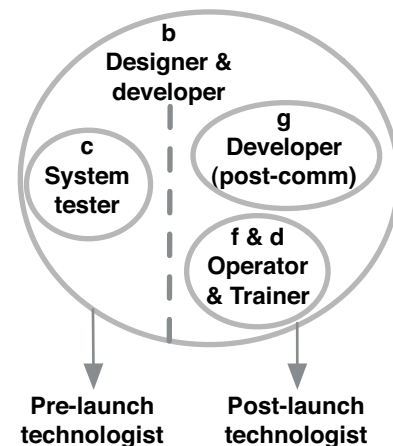 b
Designer &
developer
c
System
tester
g
Developer
(post-comm)
f & d
Operator
& Trainer
Pre-launch
technologist
Post-launch
technologist